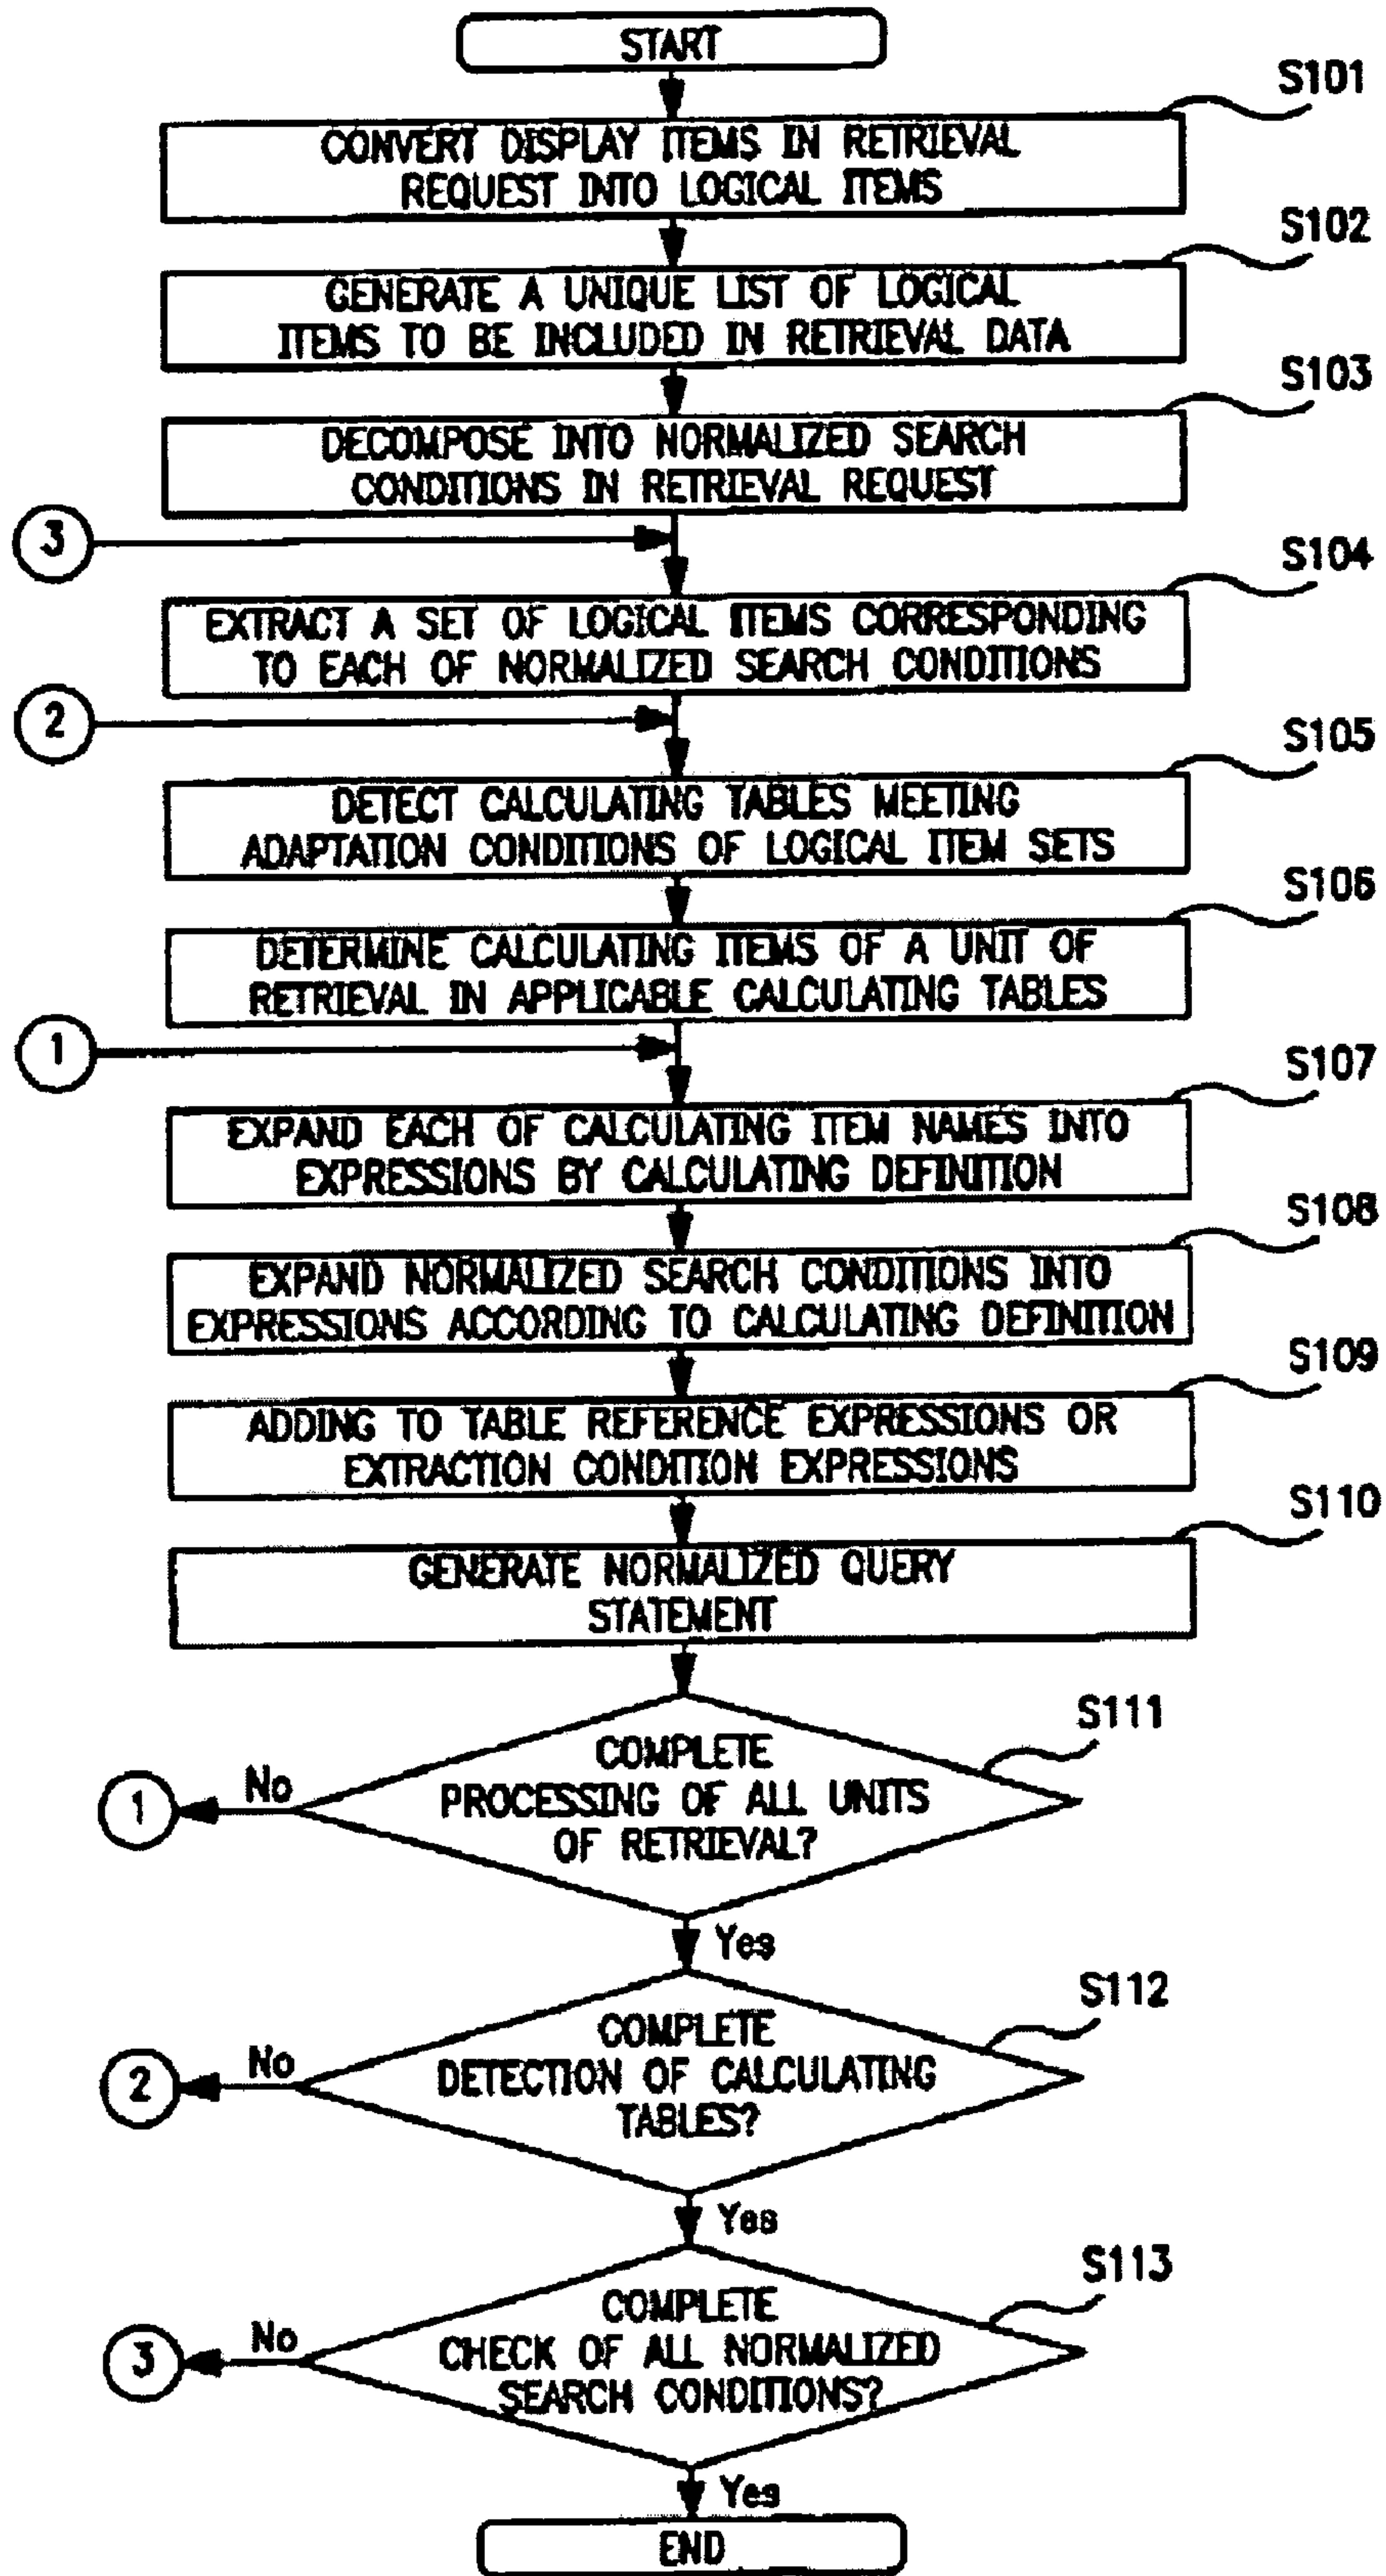 START
S101
CONVERT DISPLAY ITEMS IN RETRIEVAL
REQUEST INTO LOGICAL ITEMS
S102
GENERATE A UNIQUE LIST OF LOGICAL
ITEMS TO BE INCLUDED IN RETRIEVAL DATA
S103
DECOMPOSE INTO NORMALIZED SEARCH
CONDITIONS IN RETRIEVAL REQUEST
3
S104
EXTRACT A SET OF LOGICAL ITEMS CORRESPONDING
TO EACH OF NORMALIZED SEARCH CONDITIONS
2
S105
DETECT CALCULATING TABLES MEETING
ADAPTATION CONDITIONS OF LOGICAL ITEM SETS
S106
DETERMINE CALCULATING ITEMS OF A UNIT OF
RETRIEVAL IN APPLICABLE CALCULATING TABLES
1
S107
EXPAND EACH OF CALCULATING ITEM NAMES INTO
EXPRESSIONS BY CALCULATING DEFINITION
S108
EXPAND NORMALIZED SEARCH CONDITIONS INTO
EXPRESSIONS ACCORDING TO CALCULATING DEFINITION
S109
ADDING TO TABLE REFERENCE EXPRESSIONS OR
EXTRACTION CONDITION EXPRESSIONS
S110
GENERATE NORMALIZED QUERY
STATEMENT
S111
COMPLETE
PROCESSING OF ALL UNITS
OF RETRIEVAL?
No
1
Yes
S112
COMPLETE
DETECTION OF CALCULATING
TABLES?
No
2
Yes
S113
COMPLETE
CHECK OF ALL NORMALIZED
SEARCH CONDITIONS?
No
3
Yes
END